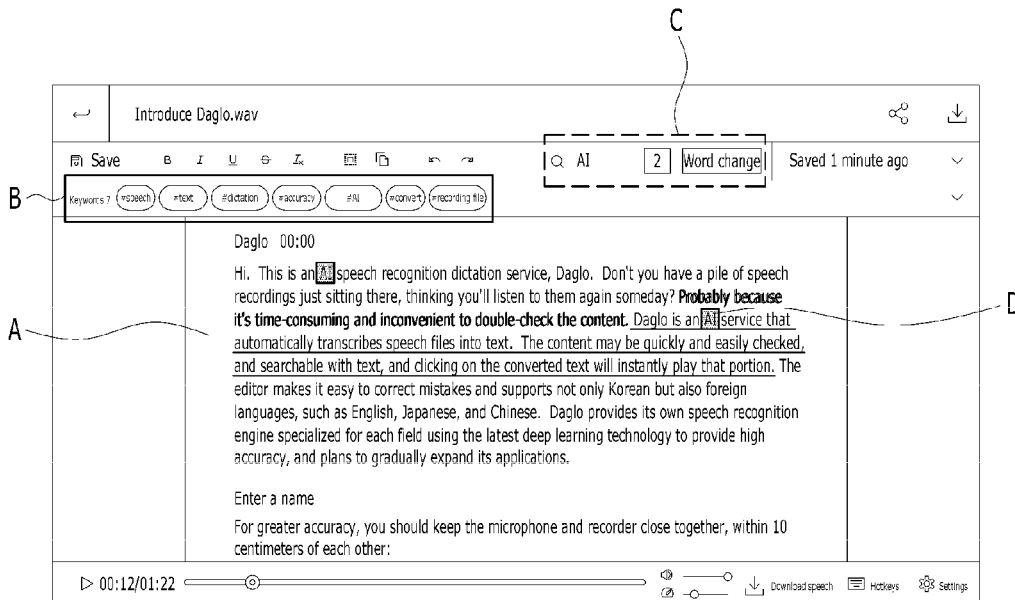 C
Introduce Daglo.wav
Save B I U S Tx AI 2 Word change Saved 1 minute ago
B
Keywords 7 #speech #text #dictation #accuracy #AI #convert #recording file
Daglo 00:00
Hi. This is an AI speech recognition dictation service, Daglo. Don't you have a pile of speech
recordings just sitting there, thinking you'll listen to them again someday? Probably because
D
A
it's time-consuming and inconvenient to double-check the content. Daglo is an AI service that
automatically transcribes speech files into text. The content may be quickly and easily checked,
and searchable with text, and clicking on the converted text will instantly play that portion. The
editor makes it easy to correct mistakes and supports not only Korean but also foreign
languages, such as English, Japanese, and Chinese. Daglo provides its own speech recognition
engine specialized for each field using the latest deep learning technology to provide high
accuracy, and plans to gradually expand its applications.
Enter a name
For greater accuracy, you should keep the microphone and recorder close together, within 10
centimeters of each other:
00:12/01:22 Download speech Hotkeys Settings